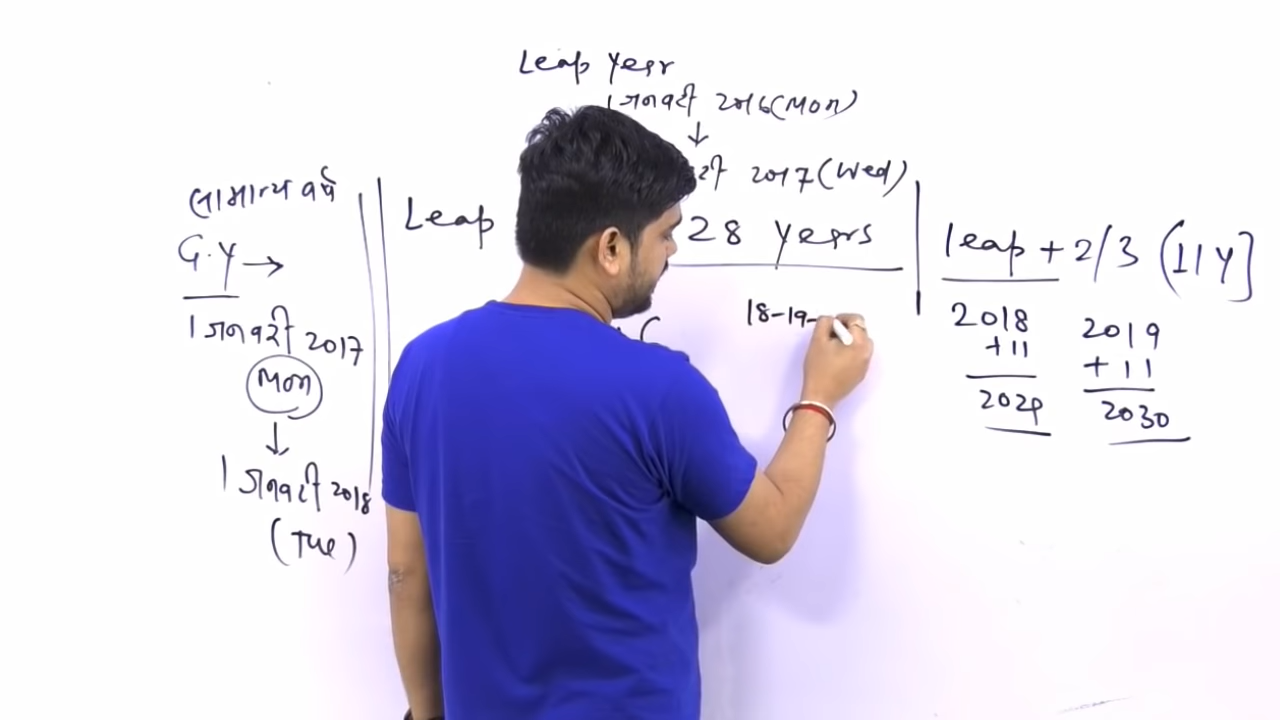 Leap Year
1 जनवरी 2016 (Mon)
↓
2017 (Wed)
सामान्य वर्ष
G.Y →
1 जनवरी 2017
Mon
↓
1 जनवरी 2018
(Tue)
Leap 28 years
18-19-
leap + 2/3 (11Y]
2018
+11
2029
2019
+11
2030